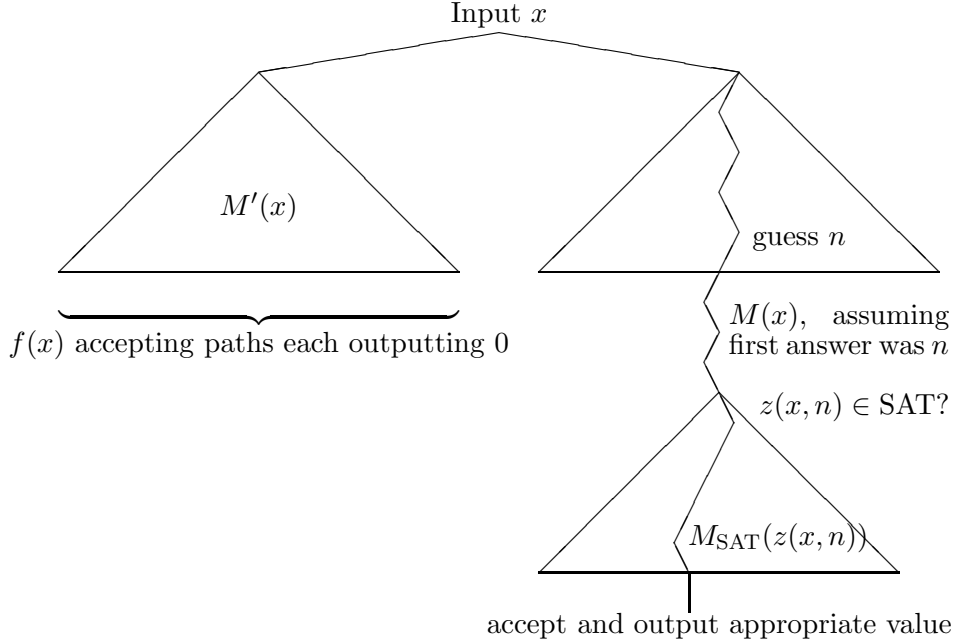 Input x
M′(x)
guess n
f(x) accepting paths each outputting 0
M(x), assuming
first answer was n
z(x, n) ∈ SAT?
M_SAT(z(x, n))
accept and output appropriate value